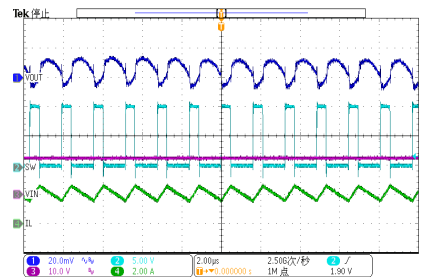 Tek 停止
T
1 VOUT
2 SW
3 VIN
4 IL
1 20.0mV 2 5.00 V
3 10.0 V 4 2.00 A
2.00µs 2.50G次/秒 2
T 0.000000 s 1M 点 1.90 V